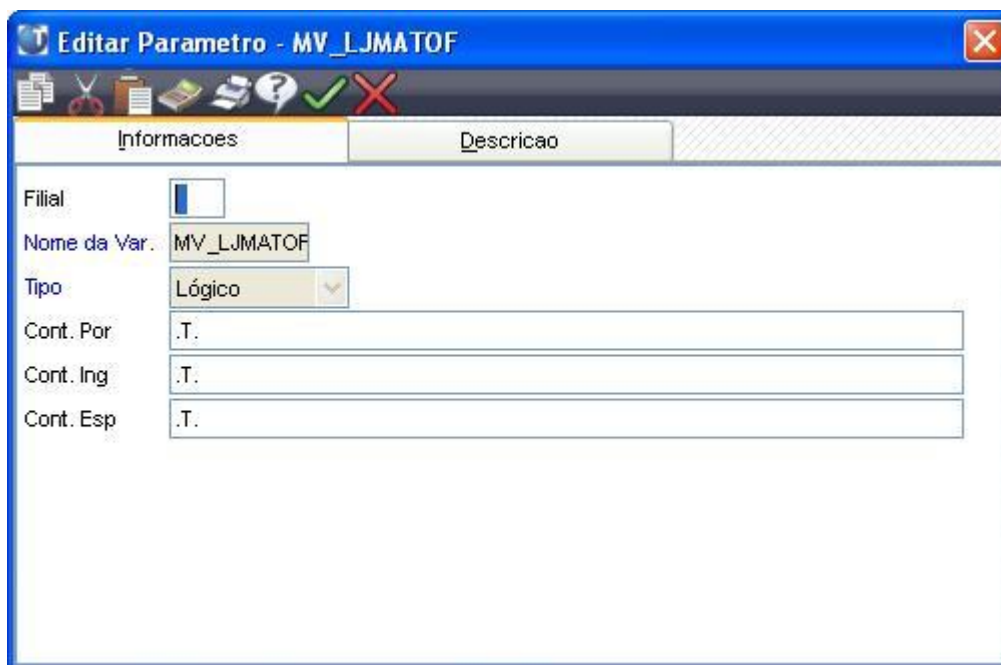 Editar Parametro - MV_LJMATOF
Informacoes Descricao
Filial
Nome da Var. MV_LJMATOF
Tipo Lógico
Cont. Por .T.
Cont. Ing .T.
Cont. Esp .T.